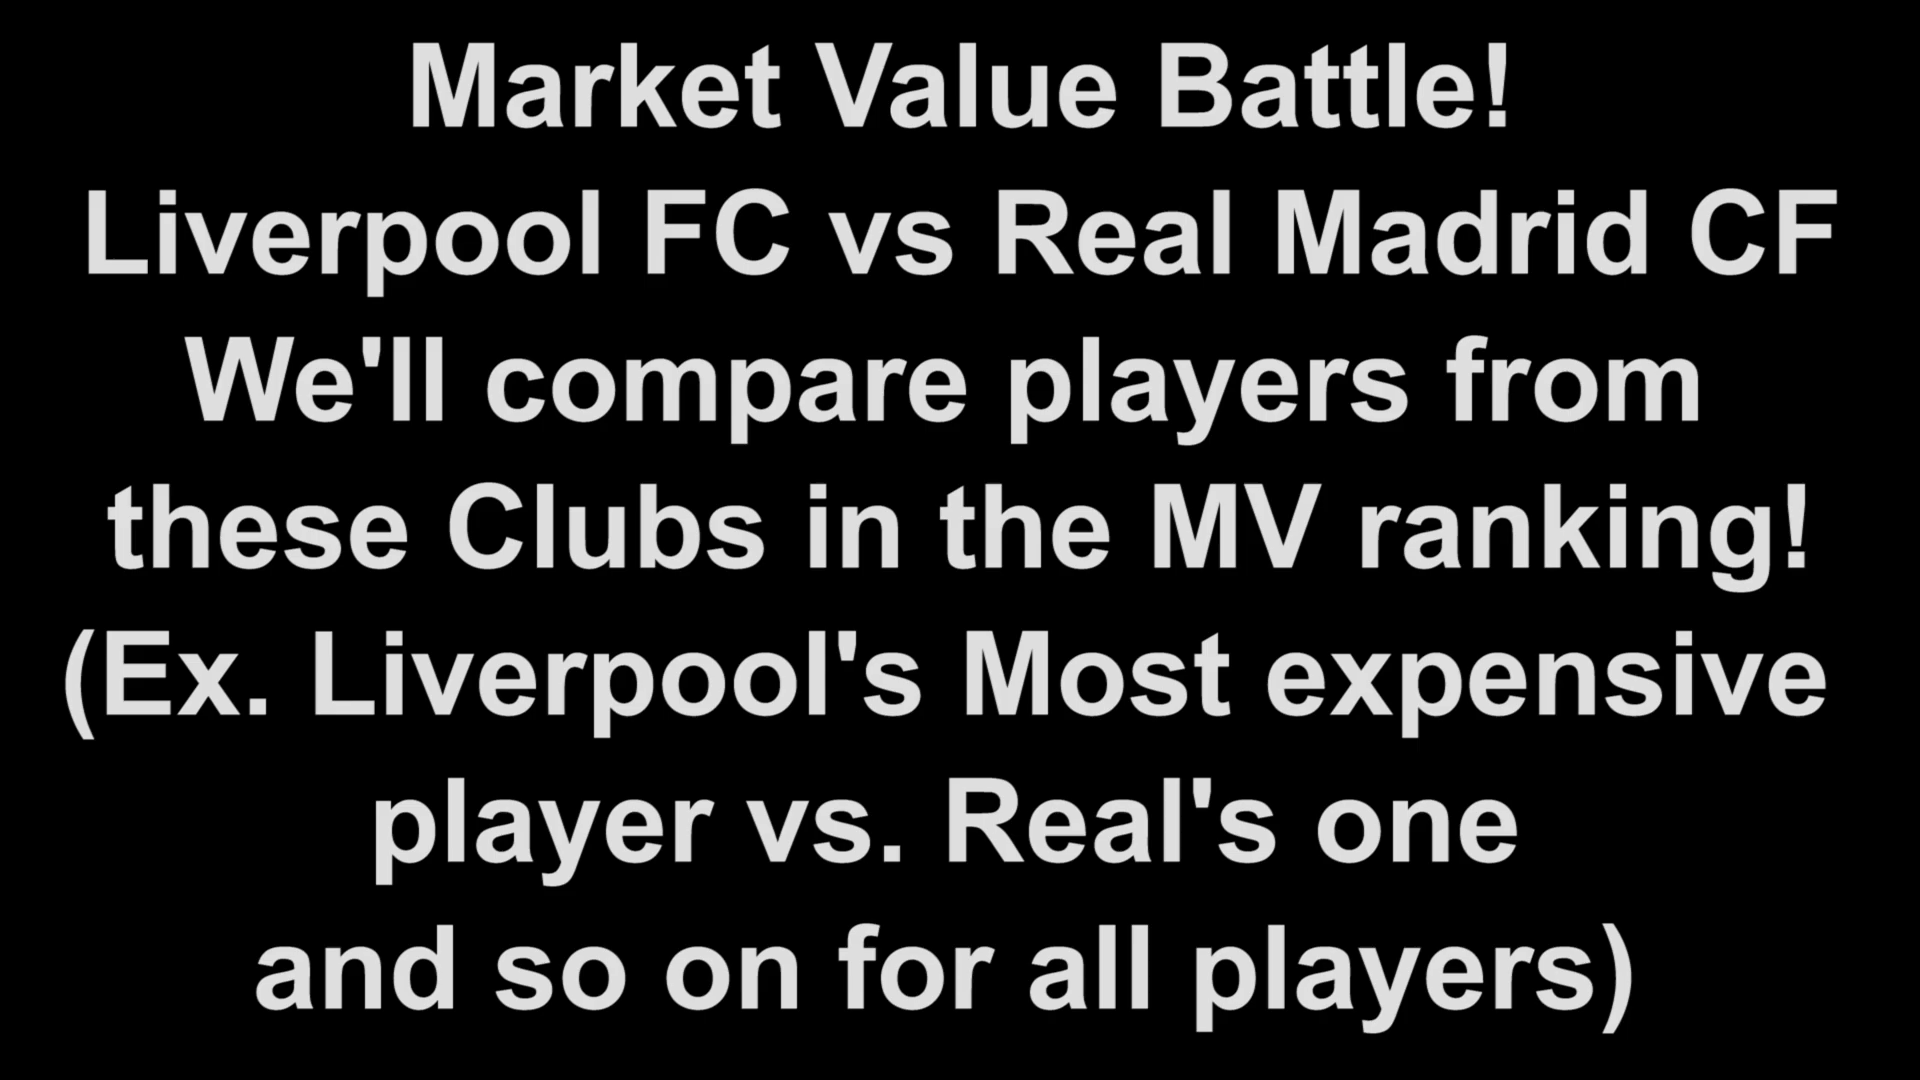 Market Value Battle!
Liverpool FC vs Real Madrid CF
We'll compare players from
these Clubs in the MV ranking!
(Ex. Liverpool's Most expensive
player vs. Real's one
and so on for all players)